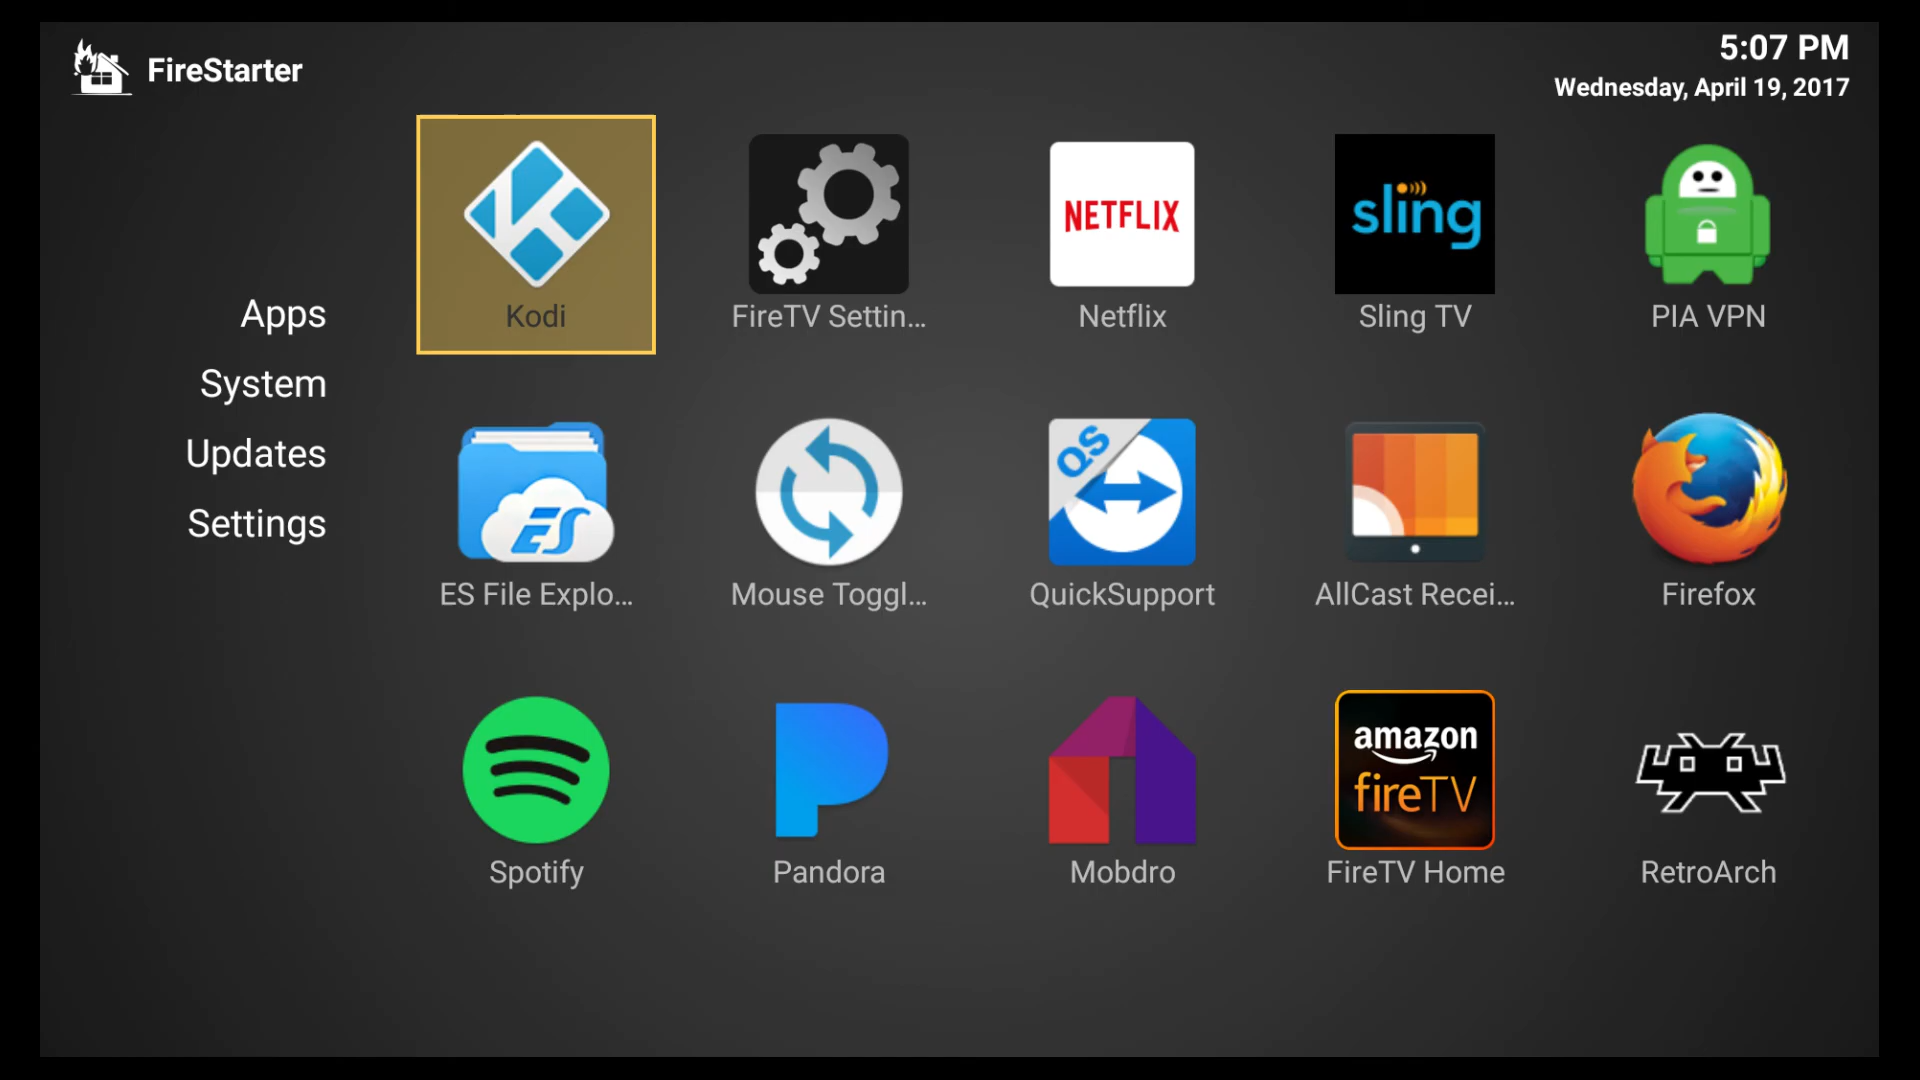 FireStarter
5:07 PM
Wednesday, April 19, 2017
Apps
System
Updates
Settings
Kodi
FireTV Settin...
NETFLIX
Netflix
sling
Sling TV
PIA VPN
ES
ES File Explo...
Mouse Toggl...
QS
QuickSupport
AllCast Recei...
Firefox
Spotify
Pandora
Mobdro
amazon
fireTV
FireTV Home
RetroArch